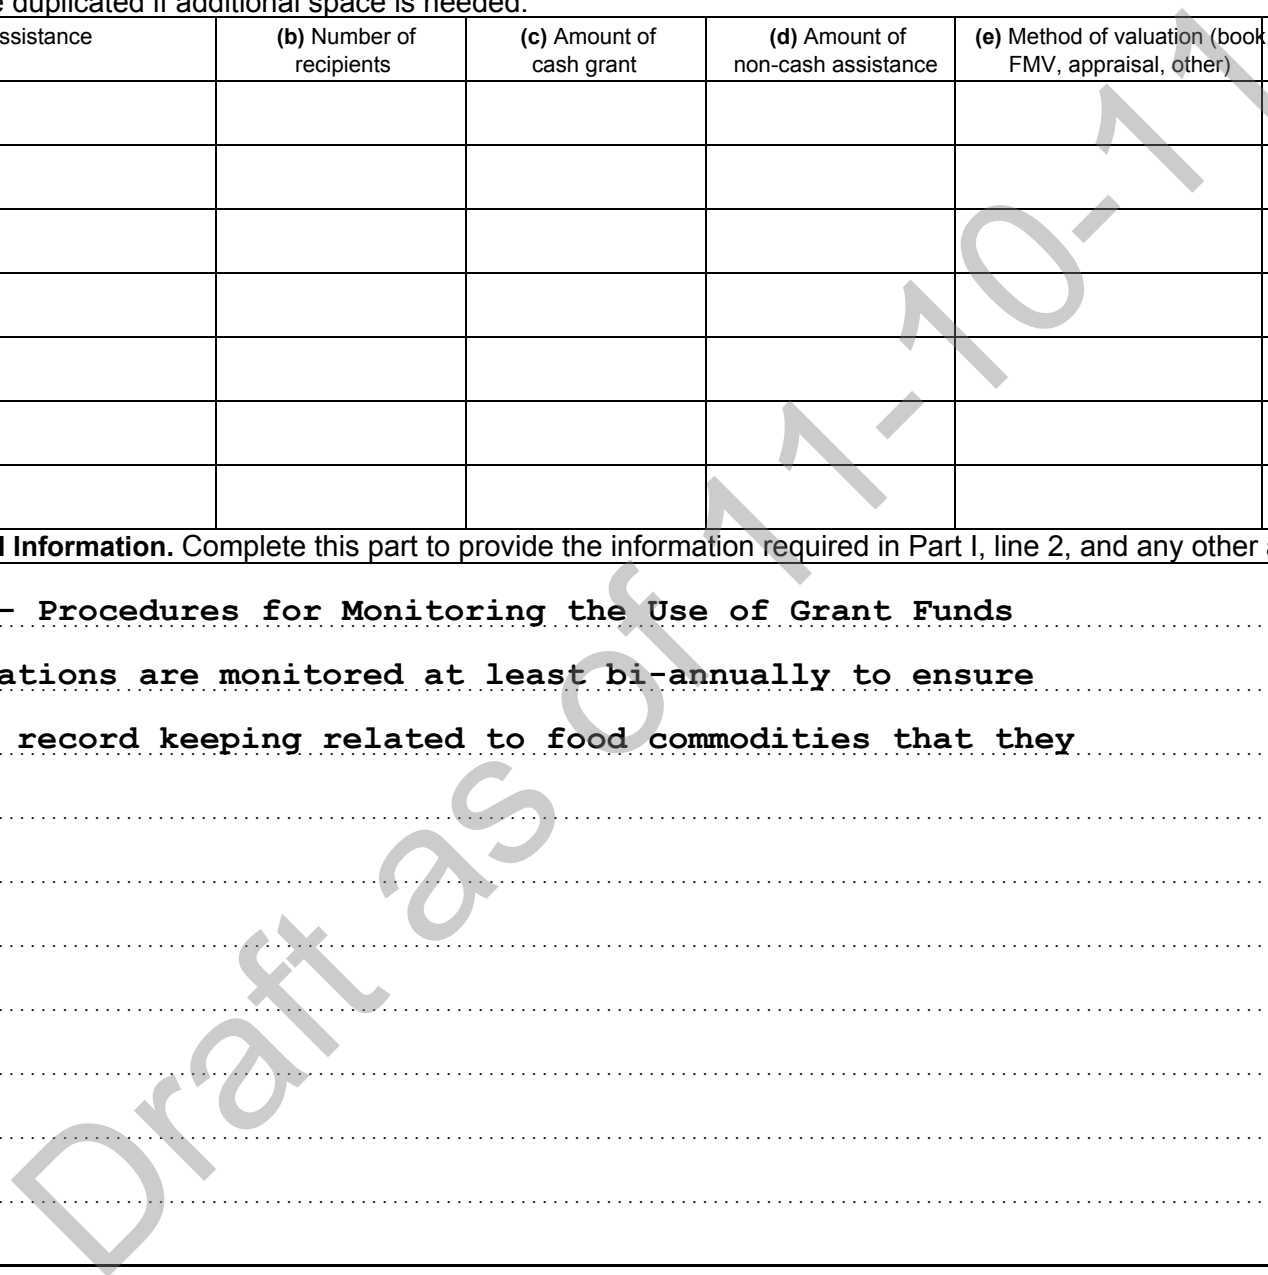 e duplicated if additional space is needed.
ssistance
(b) Number of
recipients
(c) Amount of
cash grant
(d) Amount of
non-cash assistance
(e) Method of valuation (book
FMV, appraisal, other)
l Information. Complete this part to provide the information required in Part I, line 2, and any other a
- Procedures for Monitoring the Use of Grant Funds
ations are monitored at least bi-annually to ensure
record keeping related to food commodities that they
Draft as of 11-10-11